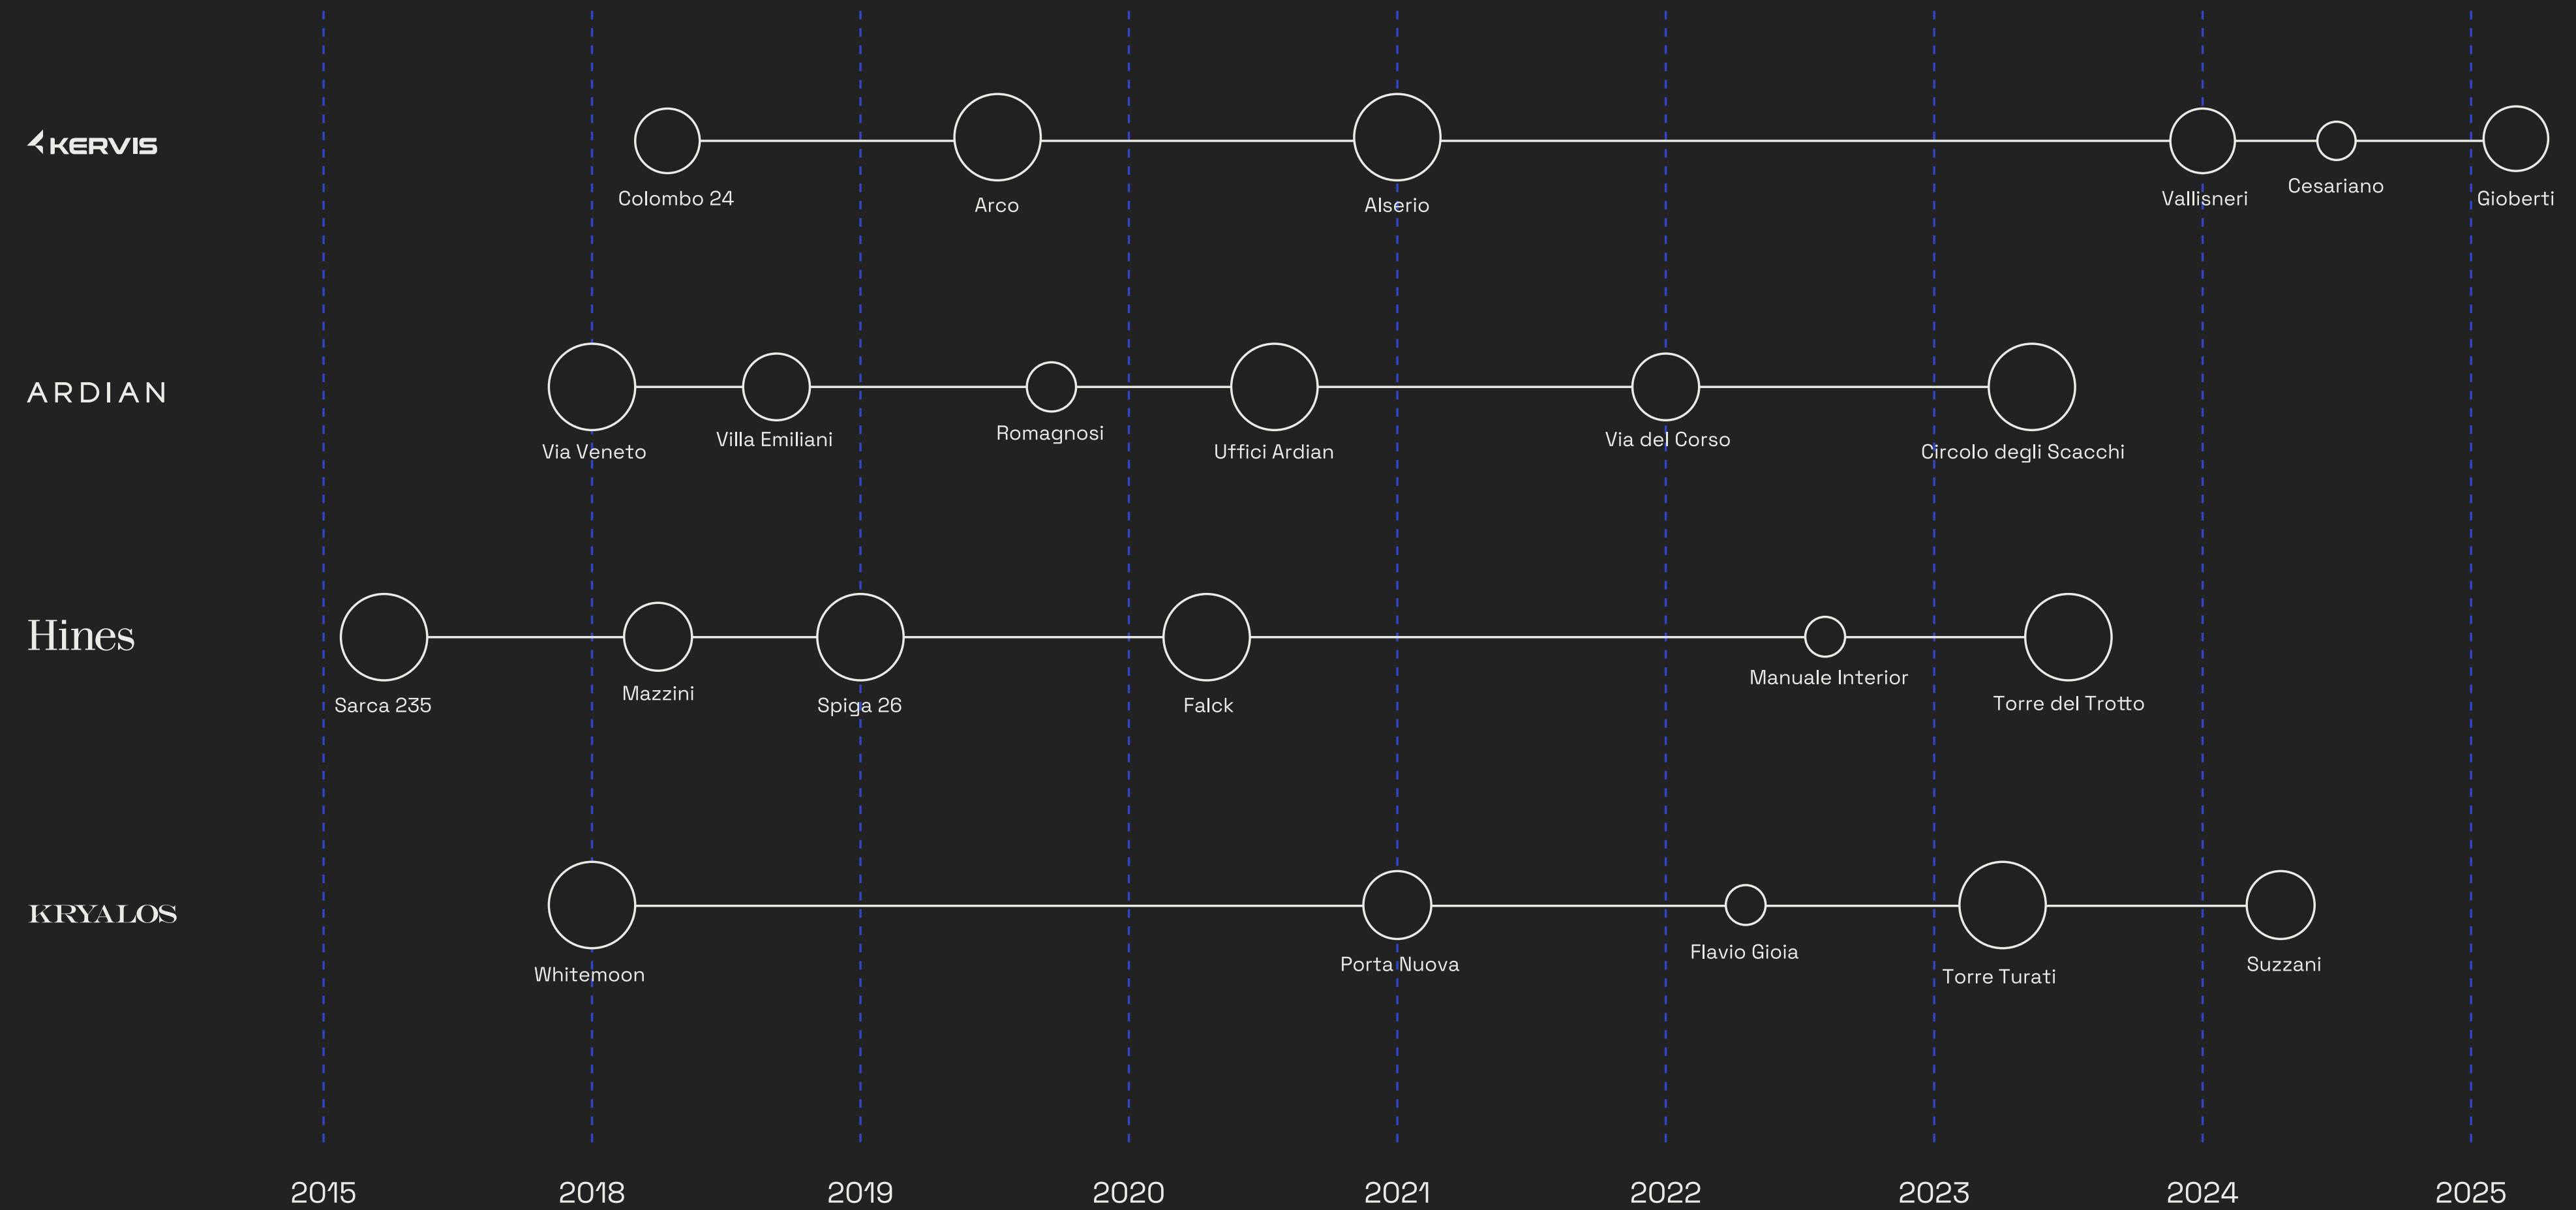 KERVIS
Colombo 24
Arco
Alserio
Vallisneri
Cesariano
Gioberti
ARDIAN
Via Veneto
Villa Emiliani
Romagnosi
Uffici Ardian
Via del Corso
Circolo degli Scacchi
Hines
Sarca 235
Mazzini
Spiga 26
Falck
Manuale Interior
Torre del Trotto
KRYALOS
Whitemoon
Porta Nuova
Flavio Gioia
Torre Turati
Suzzani
2015 2018 2019 2020 2021 2022 2023 2024 2025